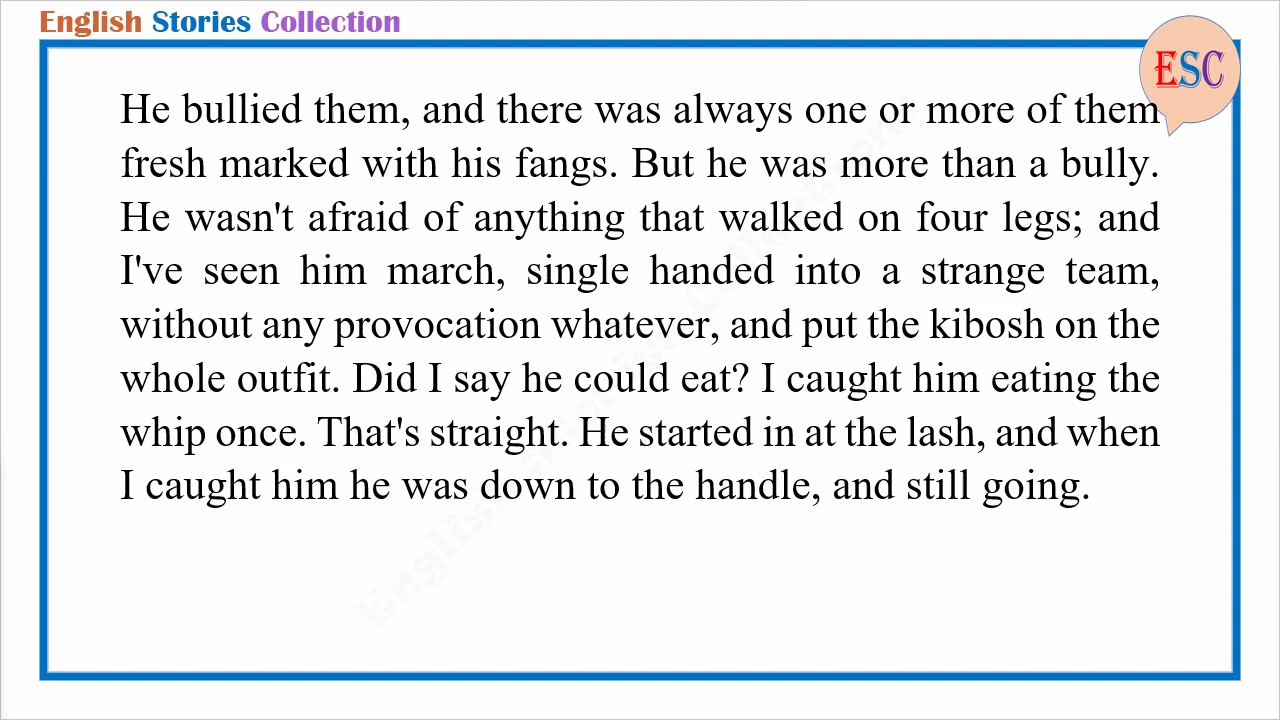 English Stories Collection
ESC
He bullied them, and there was always one or more of them
fresh marked with his fangs. But he was more than a bully.
He wasn't afraid of anything that walked on four legs; and
I've seen him march, single handed into a strange team,
without any provocation whatever, and put the kibosh on the
whole outfit. Did I say he could eat? I caught him eating the
whip once. That's straight. He started in at the lash, and when
I caught him he was down to the handle, and still going.
English Stories Collection